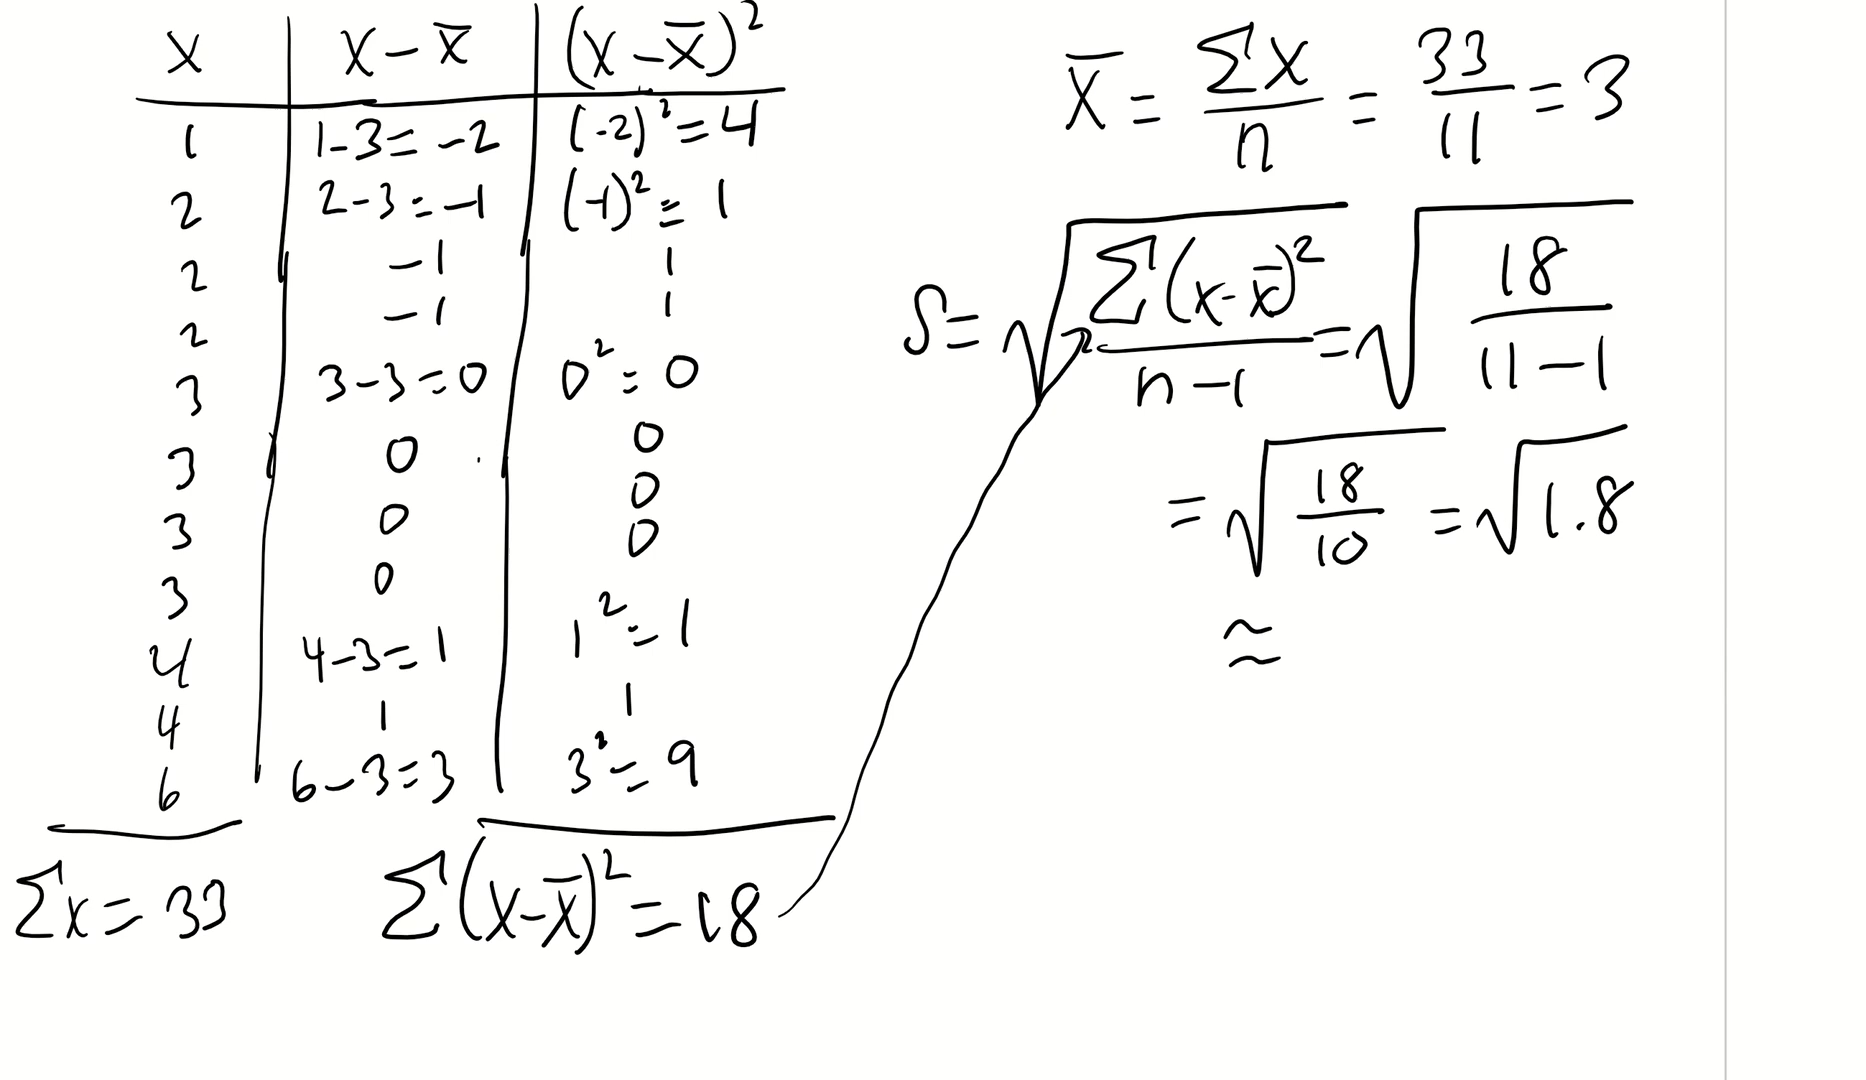 x | x - x̄ | (x - x̄)²
1 | 1-3 = -2 | (-2)² = 4
2 | 2-3 = -1 | (-1)² = 1
2 | -1 | 1
2 | -1 | 1
3 | 3-3 = 0 | 0² = 0
3 | 0 | 0
3 | 0 | 0
3 | 0 | 0
4 | 4-3 = 1 | 1² = 1
4 | 1 | 1
6 | 6-3 = 3 | 3² = 9
Σx = 33
Σ(x-x̄)² = 18
x̄ = Σx/n = 33/11 = 3
S = √(Σ(x-x̄)²/(n-1)) = √(18/(11-1))
= √(18/10) = √1.8
≈